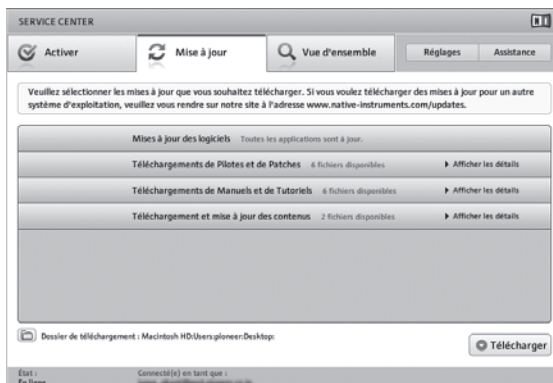 SERVICE CENTER
Activer
Mise à jour
Vue d'ensemble
Réglages
Assistance
Veuillez sélectionner les mises à jour que vous souhaitez télécharger. Si vous voulez télécharger des mises à jour pour un autre
système d'exploitation, veuillez vous rendre sur notre site à l'adresse www.native-instruments.com/updates.
Mises à jour des logiciels Toutes les applications sont à jour.
Téléchargements de Pilotes et de Patches 6 fichiers disponibles Afficher les détails
Téléchargements de Manuels et de Tutoriels 6 fichiers disponibles Afficher les détails
Téléchargement et mise à jour des contenus 2 fichiers disponibles Afficher les détails
Dossier de téléchargement : Macintosh HD:Users:pioneer:Desktop:
Télécharger
État : Connecté(e) en tant que :
En ligne